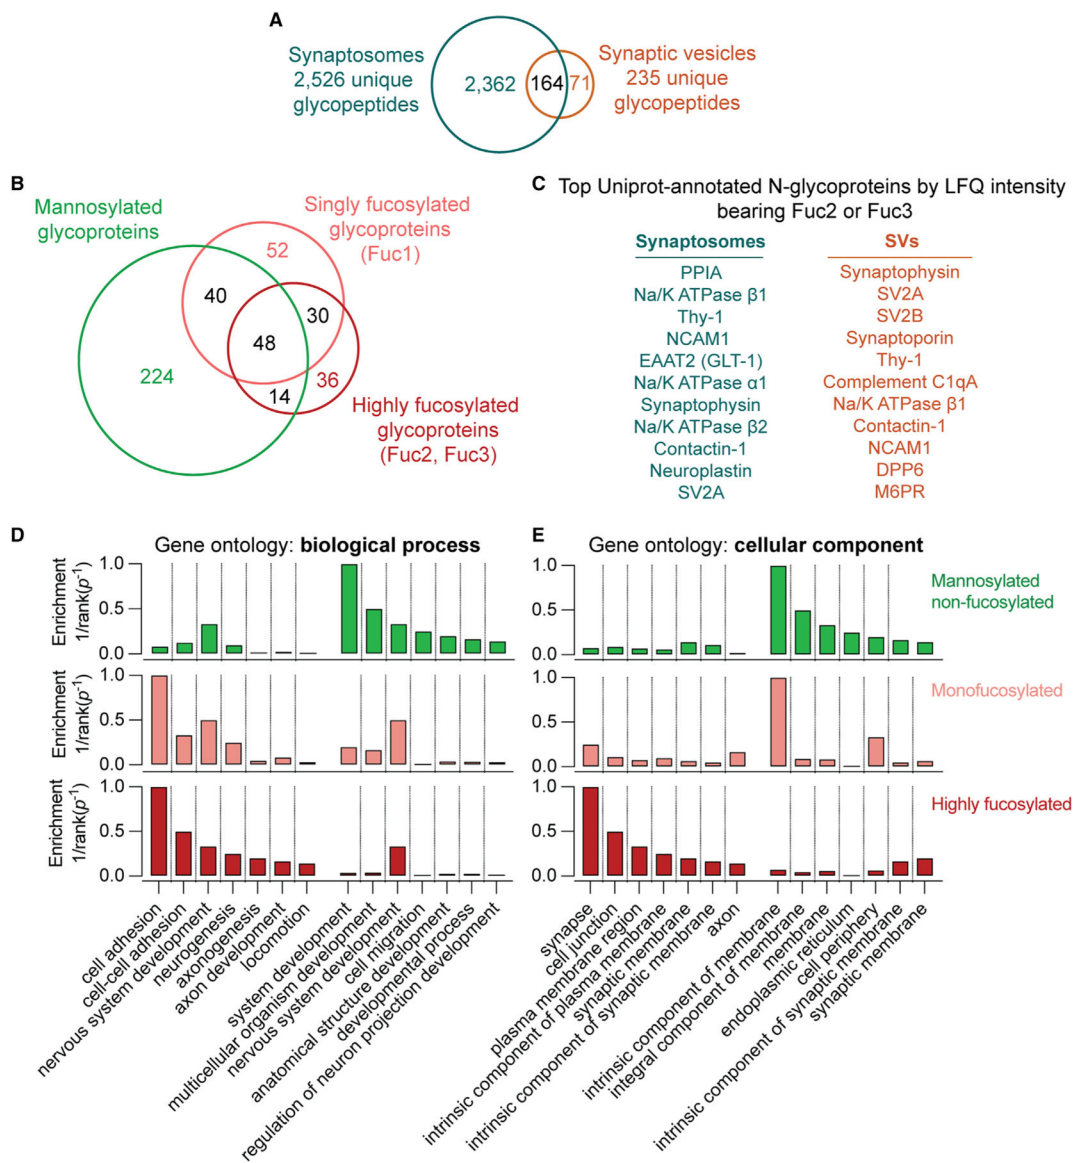 A
Synaptosomes
2,526 unique
glycopeptides
2,362
164
71
Synaptic vesicles
235 unique
glycopeptides
B
Mannosylated
glycoproteins
Singly fucosylated
glycoproteins
(Fuc1)
52
40
30
48
224
14
36
Highly fucosylated
glycoproteins
(Fuc2, Fuc3)
C
Top Uniprot-annotated N-glycoproteins by LFQ intensity
bearing Fuc2 or Fuc3
Synaptosomes
PPIA
Na/K ATPase β1
Thy-1
NCAM1
EAAT2 (GLT-1)
Na/K ATPase α1
Synaptophysin
Na/K ATPase β2
Contactin-1
Neuroplastin
SV2A
SVs
Synaptophysin
SV2A
SV2B
Synaptoporin
Thy-1
Complement C1qA
Na/K ATPase β1
Contactin-1
NCAM1
DPP6
M6PR
D
Gene ontology: biological process
Enrichment
1/rank(p⁻¹)
1.0
0.5
0.0
Enrichment
1/rank(p⁻¹)
1.0
0.5
0.0
Enrichment
1/rank(p⁻¹)
1.0
0.5
0.0
cell adhesion
cell-cell adhesion
nervous system development
neurogenesis
axonogenesis
axon development
locomotion
system development
multicellular organism development
nervous system development
cell migration
anatomical structure development
developmental process
regulation of neuron projection development
E
Gene ontology: cellular component
1.0
0.5
0.0
Mannosylated
non-fucosylated
1.0
0.5
0.0
Monofucosylated
1.0
0.5
0.0
Highly fucosylated
synapse
cell junction
plasma membrane region
intrinsic component of plasma membrane
synaptic membrane
intrinsic component of synaptic membrane
axon
intrinsic component of membrane
integral component of membrane
membrane
endoplasmic reticulum
cell periphery
intrinsic component of synaptic membrane
synaptic membrane